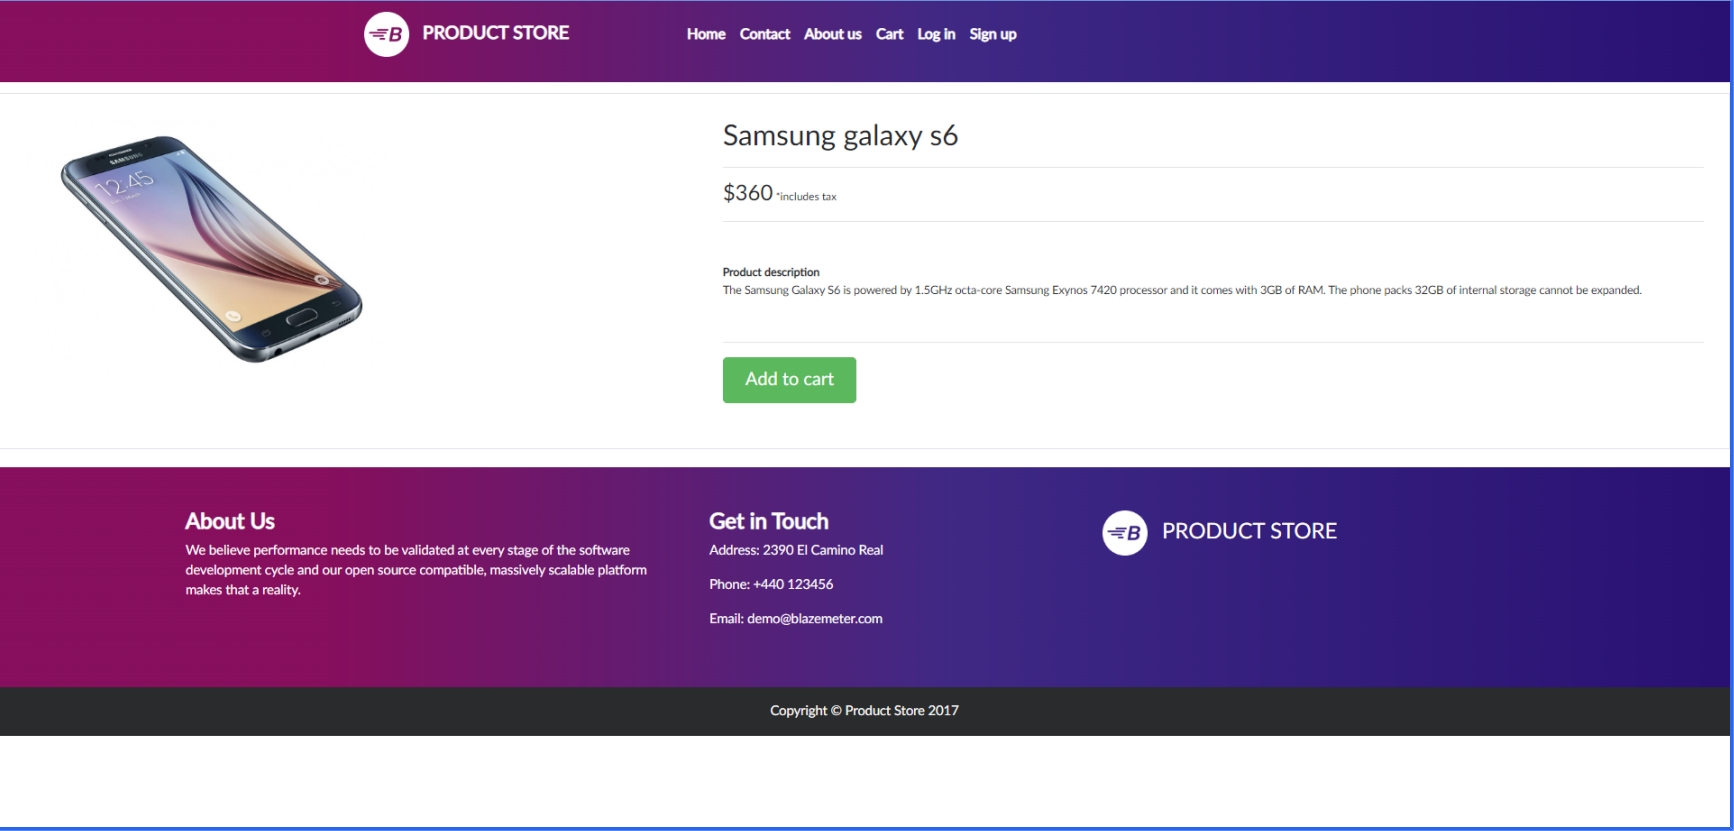 B PRODUCT STORE
Home Contact About us Cart Log in Sign up
SAMSUNG
12:45
Samsung galaxy s6
$360 *includes tax
Product description
The Samsung Galaxy S6 is powered by 1.5GHz octa-core Samsung Exynos 7420 processor and it comes with 3GB of RAM. The phone packs 32GB of internal storage cannot be expanded.
Add to cart
About Us
We believe performance needs to be validated at every stage of the software
development cycle and our open source compatible, massively scalable platform
makes that a reality.
Get in Touch
Address: 2390 El Camino Real
Phone: +440 123456
Email: demo@blazemeter.com
B PRODUCT STORE
Copyright © Product Store 2017